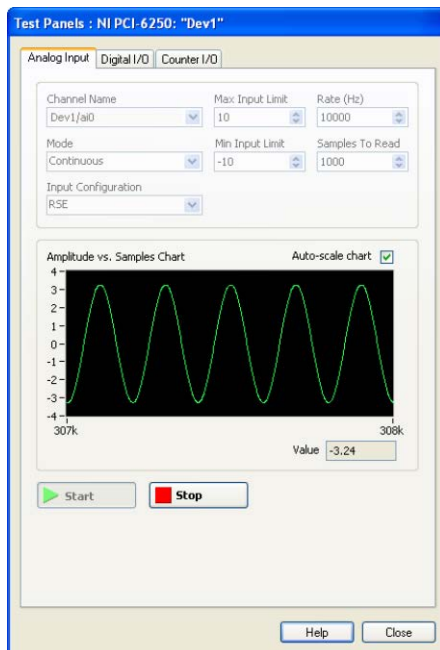 Test Panels : NI PCI-6250: "Dev1"
Analog Input Digital I/O Counter I/O
Channel Name Max Input Limit Rate (Hz)
Dev1/ai0 10 10000
Mode Min Input Limit Samples To Read
Continuous -10 1000
Input Configuration
RSE
Amplitude vs. Samples Chart Auto-scale chart
4
3
2
1
0
-1
-2
-3
-4
307k 308k
Value -3.24
Start Stop
Help Close